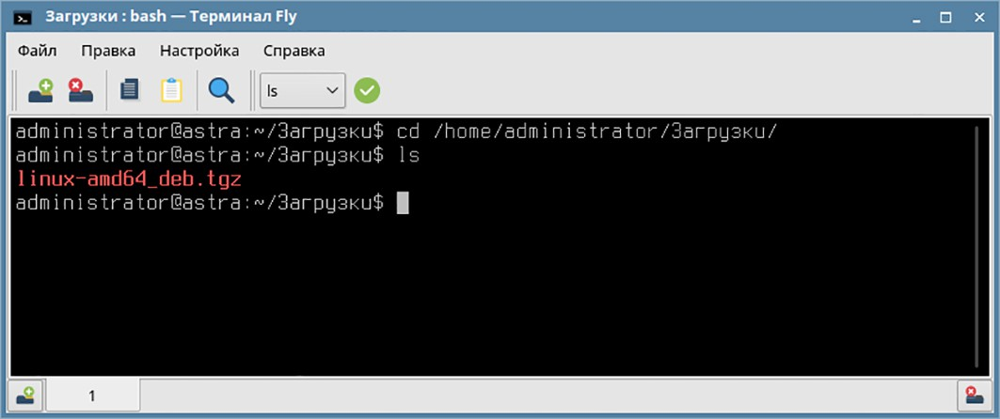 Загрузки : bash — Терминал Fly
Файл Правка Настройка Справка
ls
administrator@astra:~/Загрузки$ cd /home/administrator/Загрузки/
administrator@astra:~/Загрузки$ ls
linux-amd64_deb.tgz
administrator@astra:~/Загрузки$
1